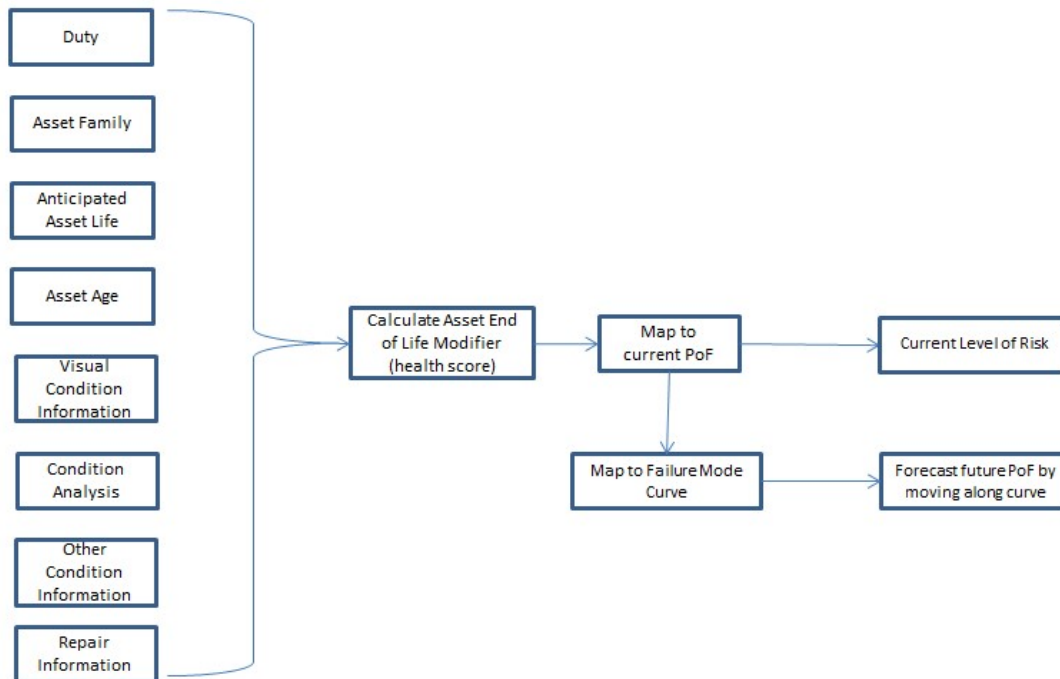 Duty
Asset Family
Anticipated
Asset Life
Asset Age
Visual
Condition
Information
Condition
Analysis
Other
Condition
Information
Repair
Information
Calculate Asset End
of Life Modifier
(health score)
Map to
current PoF
Current Level of Risk
Map to Failure Mode
Curve
Forecast future PoF by
moving along curve